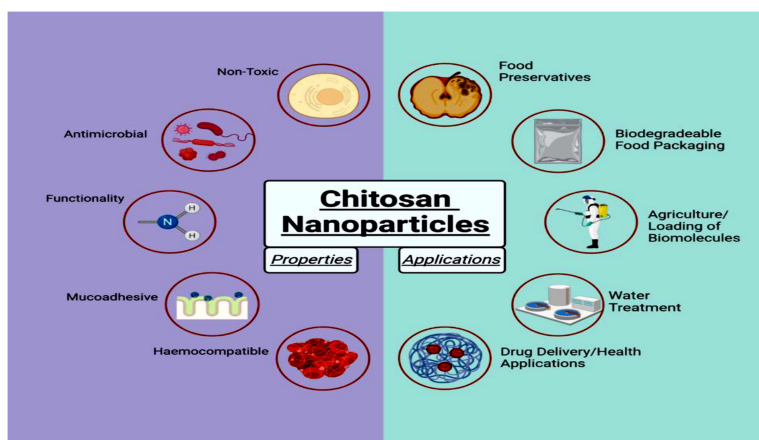 Chitosan
Nanoparticles
Properties
Applications
Non-Toxic
Antimicrobial
Functionality
N
H
H
Mucoadhesive
Haemocompatible
Food
Preservatives
Biodegradeable
Food Packaging
Agriculture/
Loading of
Biomolecules
Water
Treatment
Drug Delivery/Health
Applications